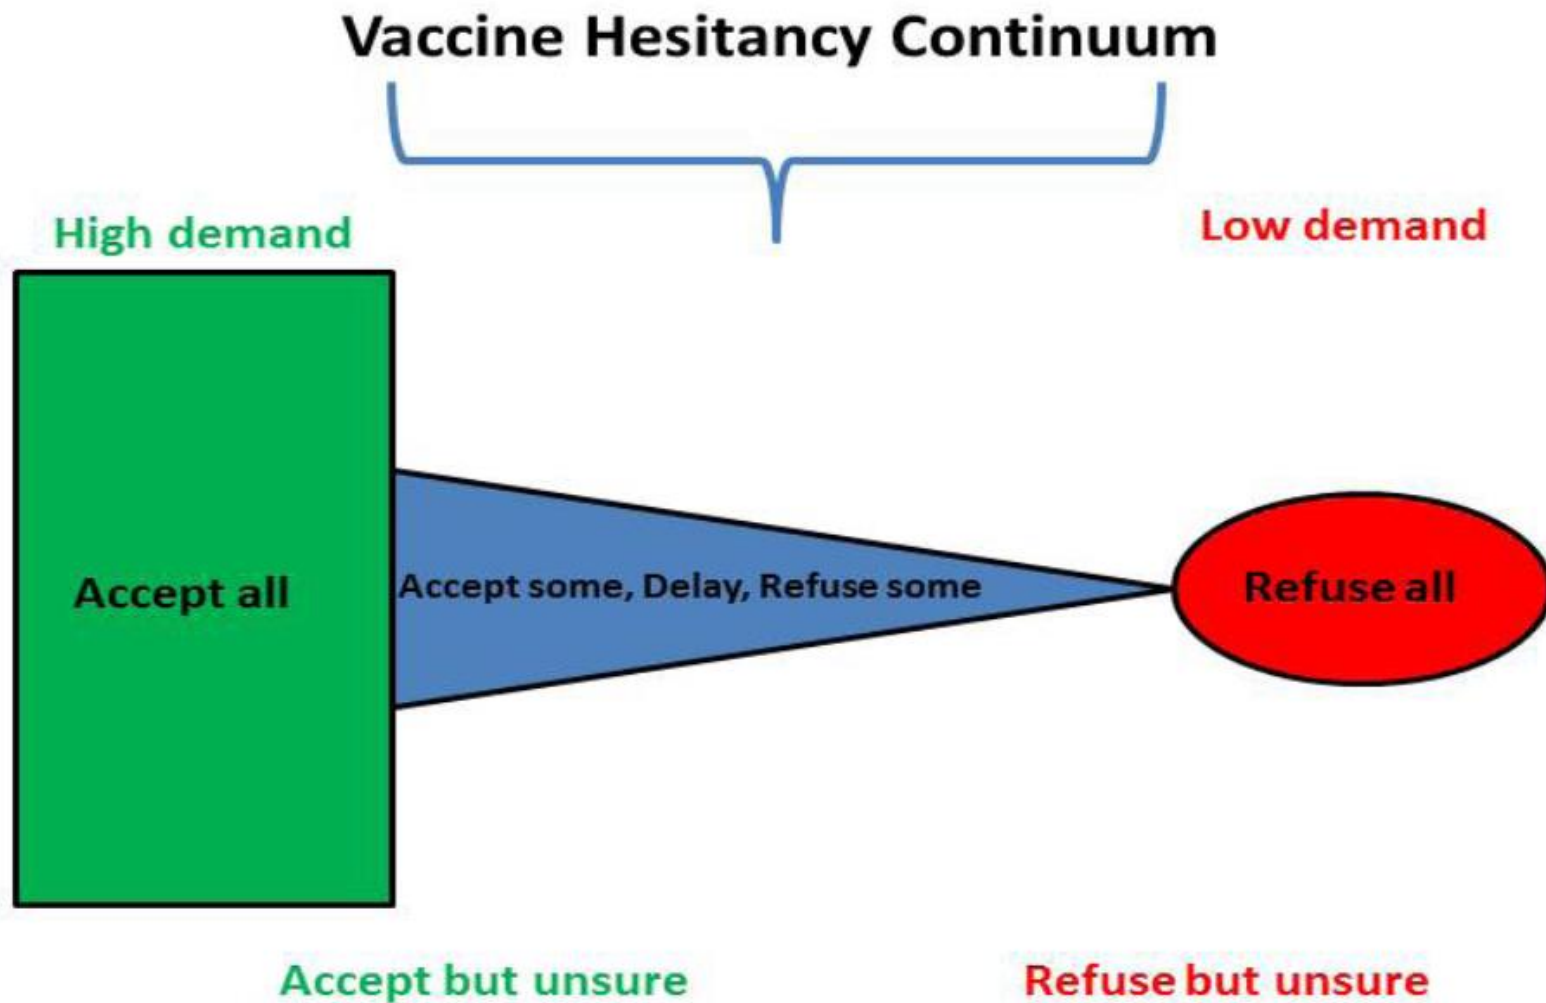 Vaccine Hesitancy Continuum
High demand
Low demand
Accept all
Accept some, Delay, Refuse some
Refuse all
Accept but unsure
Refuse but unsure